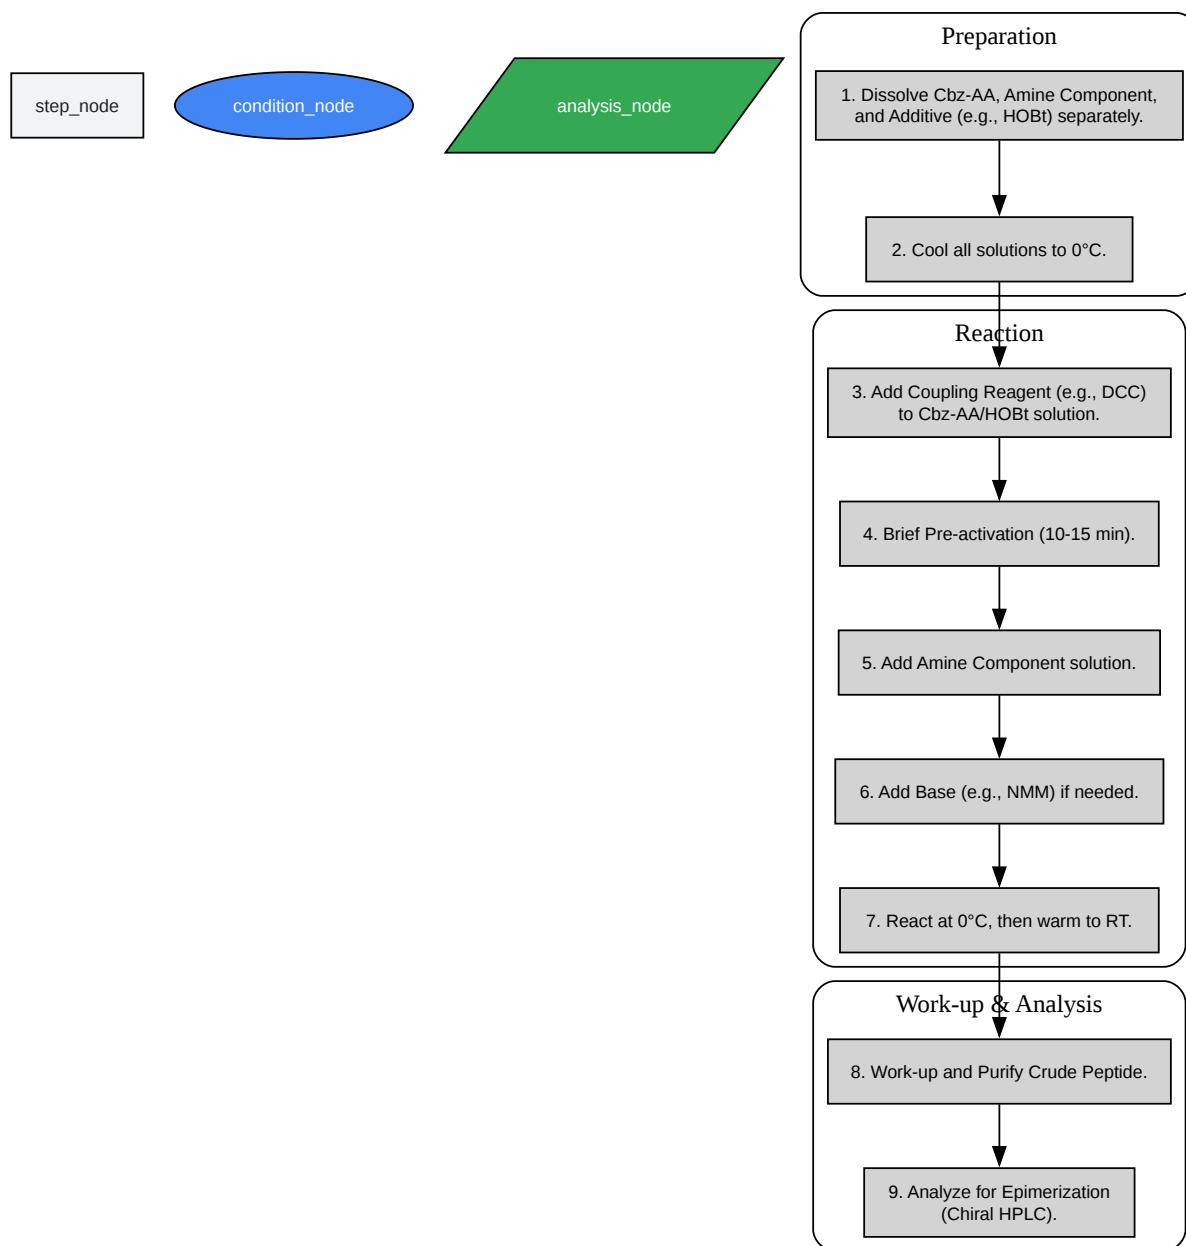 Preparation
step_node
condition_node
analysis_node
1. Dissolve Cbz-AA, Amine Component,
and Additive (e.g., HOBt) separately.
2. Cool all solutions to 0°C.
Reaction
3. Add Coupling Reagent (e.g., DCC)
to Cbz-AA/HOBt solution.
4. Brief Pre-activation (10-15 min).
5. Add Amine Component solution.
6. Add Base (e.g., NMM) if needed.
7. React at 0°C, then warm to RT.
Work-up & Analysis
8. Work-up and Purify Crude Peptide.
9. Analyze for Epimerization
(Chiral HPLC).